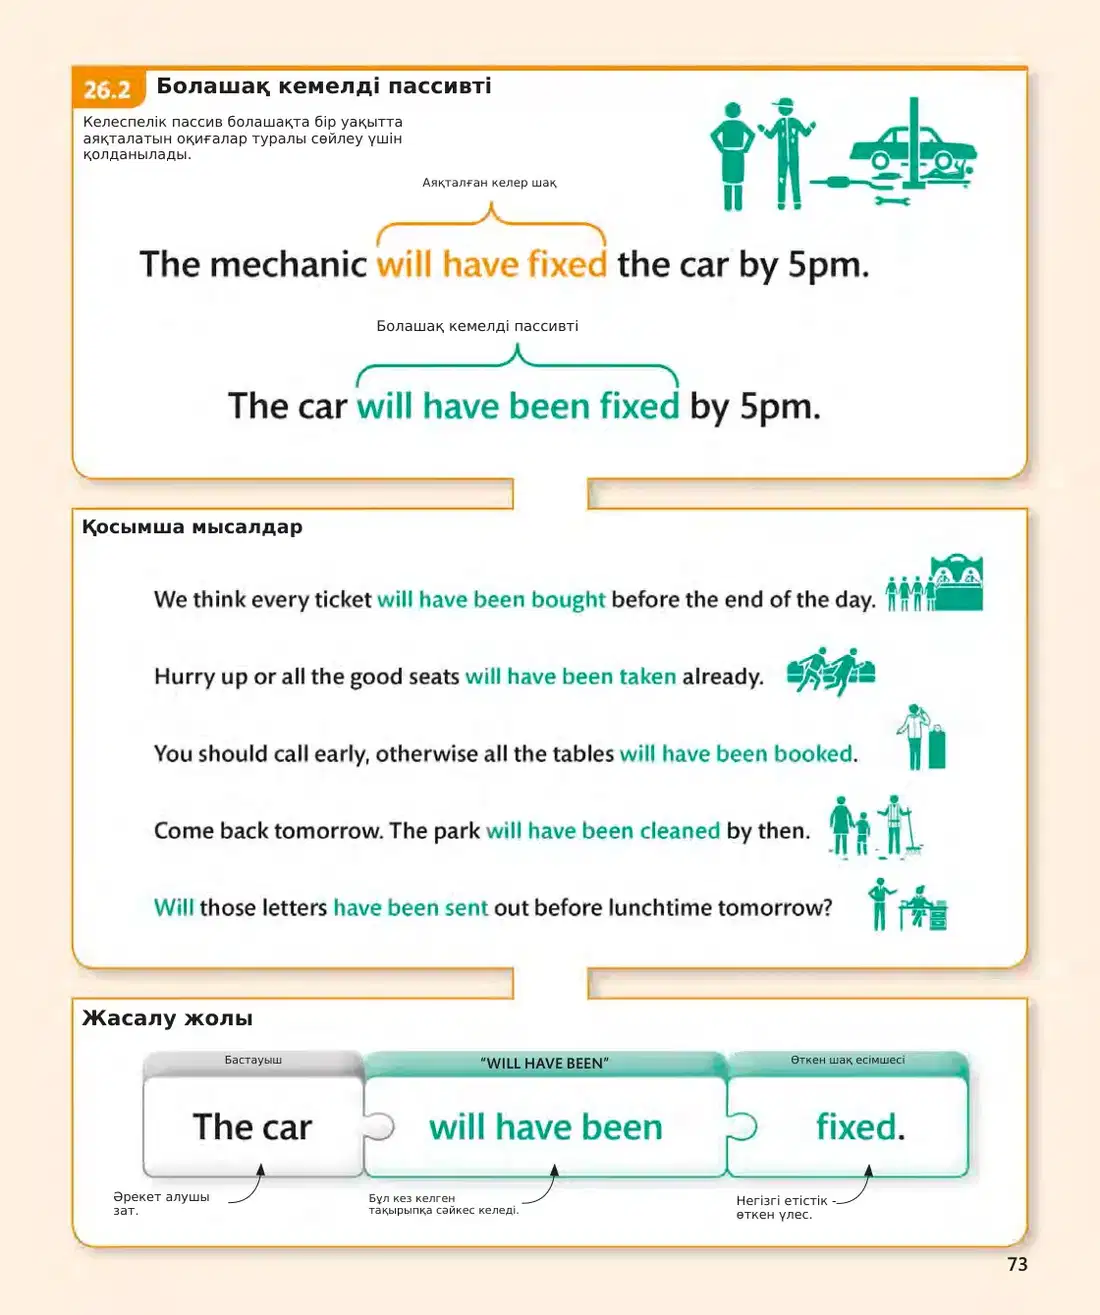 26.2 Болашақ кемелді пассивті
Келеспелік пассив болашақта бір уақытта
аяқталатын оқиғалар туралы сөйлеу үшін
қолданылады.
Аяқталған келер шақ
The mechanic will have fixed the car by 5pm.
Болашақ кемелді пассивті
The car will have been fixed by 5pm.
Қосымша мысалдар
We think every ticket will have been bought before the end of the day.
Hurry up or all the good seats will have been taken already.
You should call early, otherwise all the tables will have been booked.
Come back tomorrow. The park will have been cleaned by then.
Will those letters have been sent out before lunchtime tomorrow?
Жасалу жолы
Бастауыш
“WILL HAVE BEEN”
Өткен шақ есімшесі
The car will have been fixed.
Әрекет алушы
зат.
Бұл кез келген
тақырыпқа сәйкес келеді.
Негізгі етістік -
өткен үлес.
73